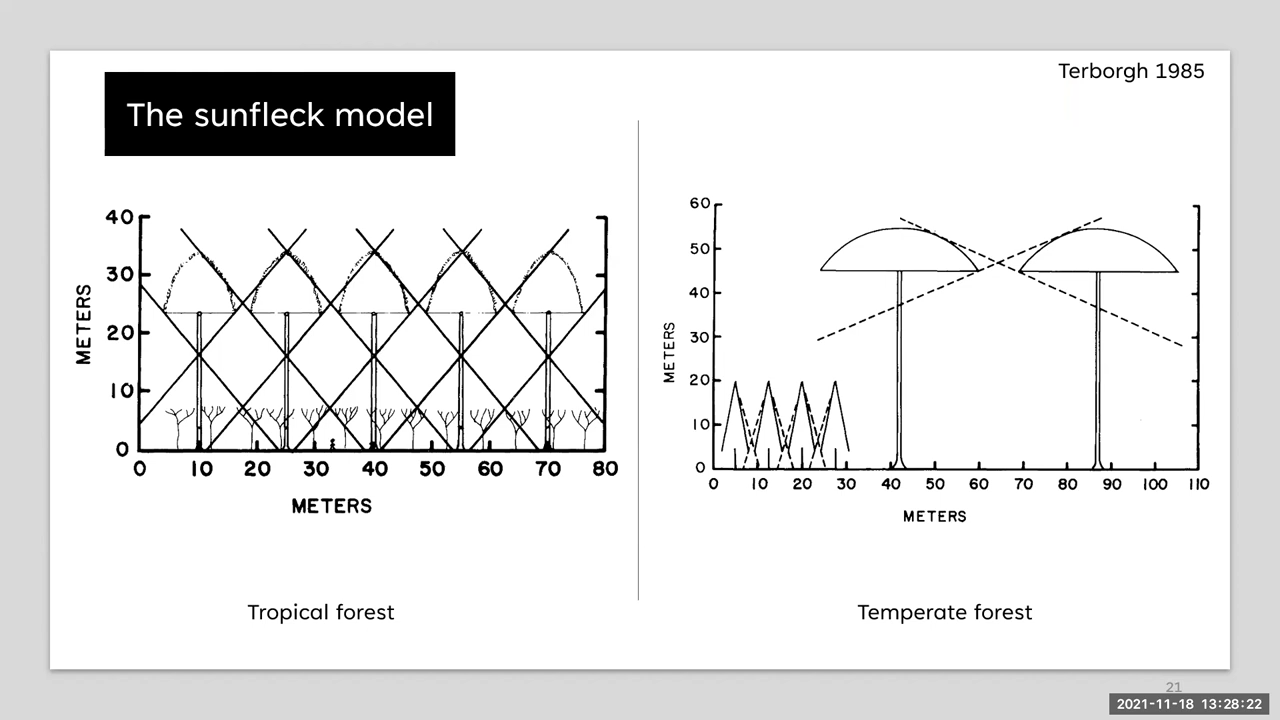 Terborgh 1985
The sunfleck model
40
30
20
10
0
METERS
0 10 20 30 40 50 60 70 80
METERS
Tropical forest
60
50
40
30
20
10
0
METERS
0 10 20 30 40 50 60 70 80 90 100 110
METERS
Temperate forest
21
2021-11-18 13:28:22